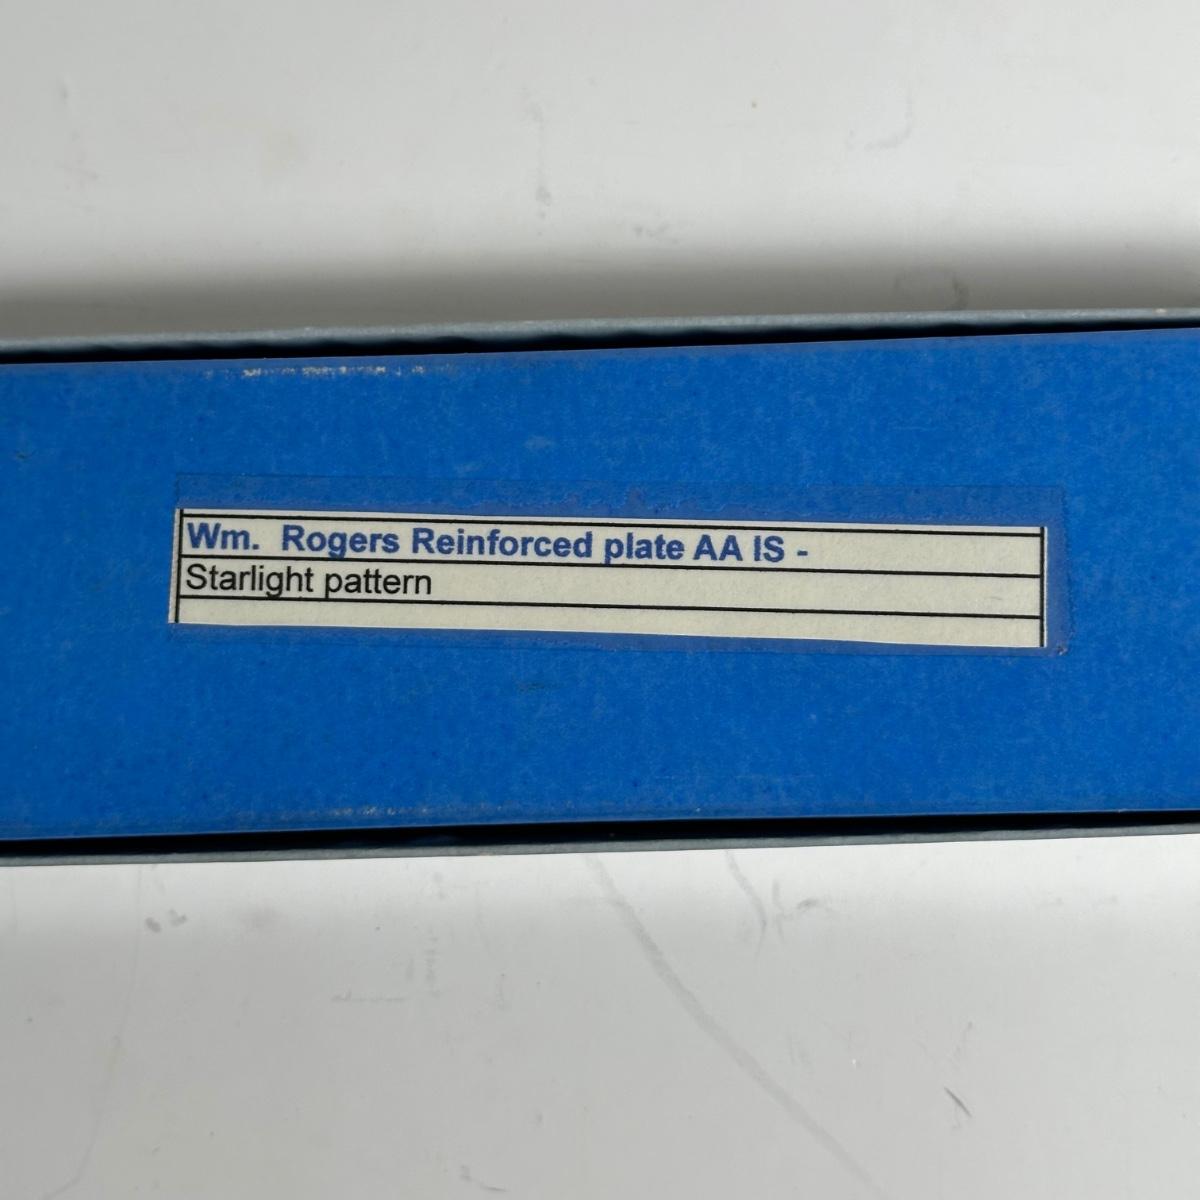 Wm.  Rogers Reinforced plate AA IS -
Starlight pattern